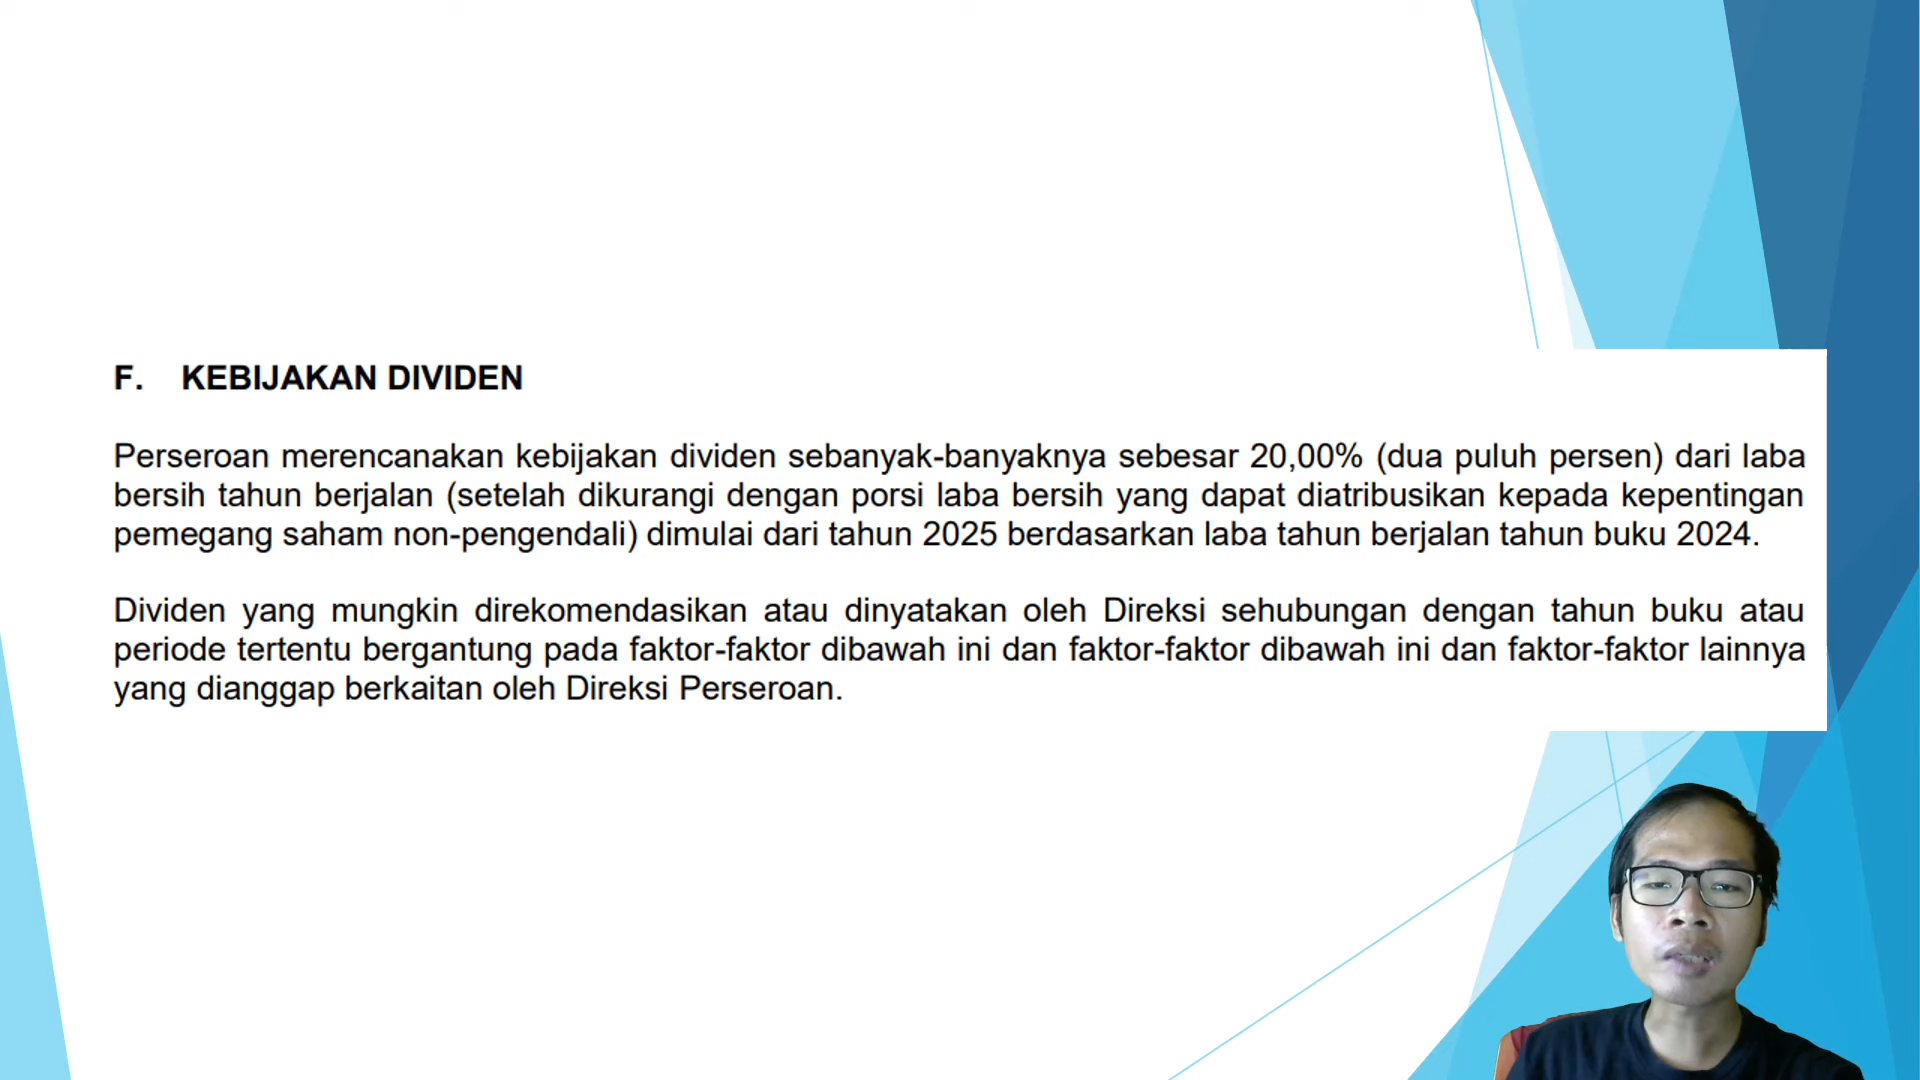 F. KEBIJAKAN DIVIDEN
Perseroan merencanakan kebijakan dividen sebanyak-banyaknya sebesar 20,00% (dua puluh persen) dari laba
bersih tahun berjalan (setelah dikurangi dengan porsi laba bersih yang dapat diatribusikan kepada kepentingan
pemegang saham non-pengendali) dimulai dari tahun 2025 berdasarkan laba tahun berjalan tahun buku 2024.
Dividen yang mungkin direkomendasikan atau dinyatakan oleh Direksi sehubungan dengan tahun buku atau
periode tertentu bergantung pada faktor-faktor dibawah ini dan faktor-faktor dibawah ini dan faktor-faktor lainnya
yang dianggap berkaitan oleh Direksi Perseroan.